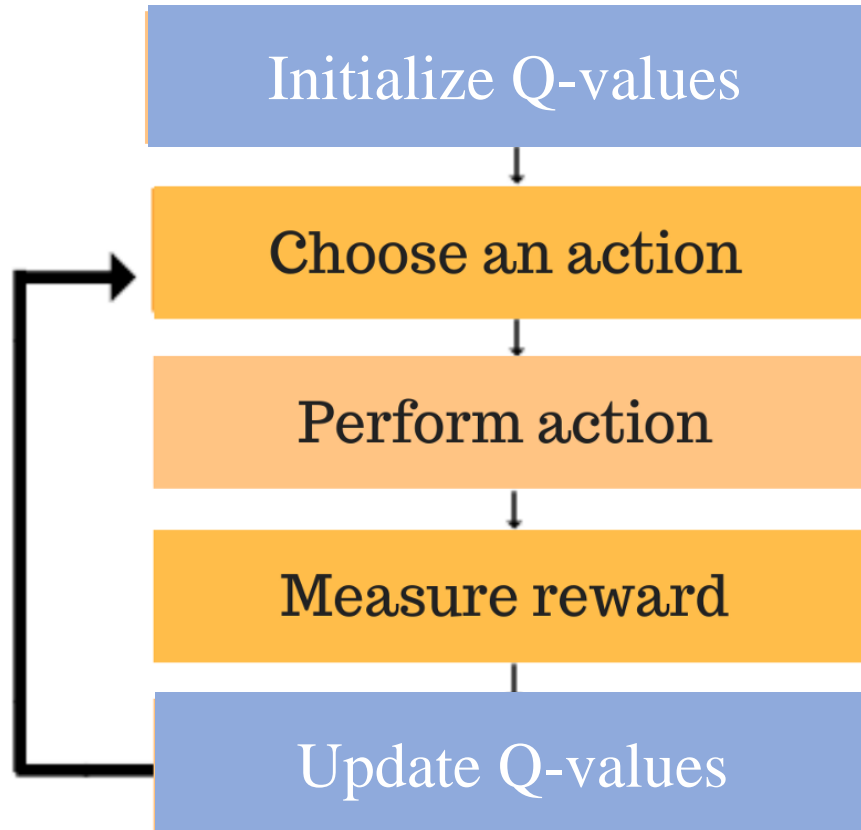 Initialize Q-values
Choose an action
Perform action
Measure reward
Update Q-values